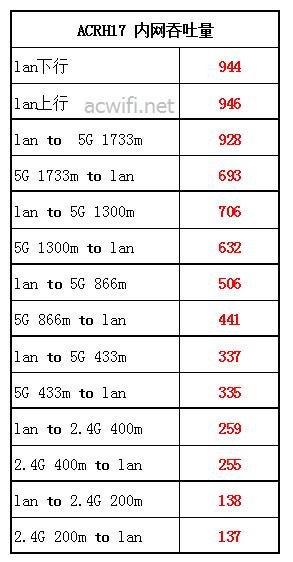 ACRH17 内网吞吐量
lan下行 944
lan上行 946
acwifi.net
lan to 5G 1733m 928
5G 1733m to lan 693
lan to 5G 1300m 706
5G 1300m to lan 632
lan to 5G 866m 506
5G 866m to lan 441
lan to 5G 433m 337
5G 433m to lan 335
lan to 2.4G 400m 259
2.4G 400m to lan 255
lan to 2.4G 200m 138
2.4G 200m to lan 137